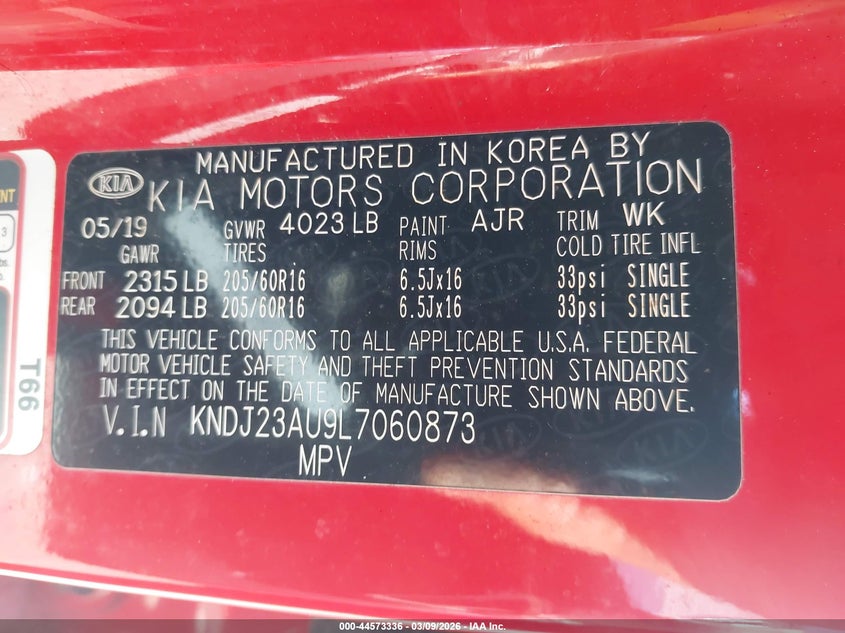 MANUFACTURED IN KOREA BY
KIA KIA MOTORS CORPORATION
05/19 GVWR 4023 LB PAINT AJR TRIM WK
GAWR TIRES RIMS COLD TIRE INFL
FRONT 2315 LB 205/60R16 6.5Jx16 33psi SINGLE
REAR 2094 LB 205/60R16 6.5Jx16 33psi SINGLE
THIS VEHICLE CONFORMS TO ALL APPLICABLE U.S.A. FEDERAL
MOTOR VEHICLE SAFETY AND THEFT PREVENTION STANDARDS
IN EFFECT ON THE DATE OF MANUFACTURE SHOWN ABOVE.
V.I.N KNDJ23AU9L7060873
MPV
T66
000-44573336 - 03/09/2026 - IAA Inc.